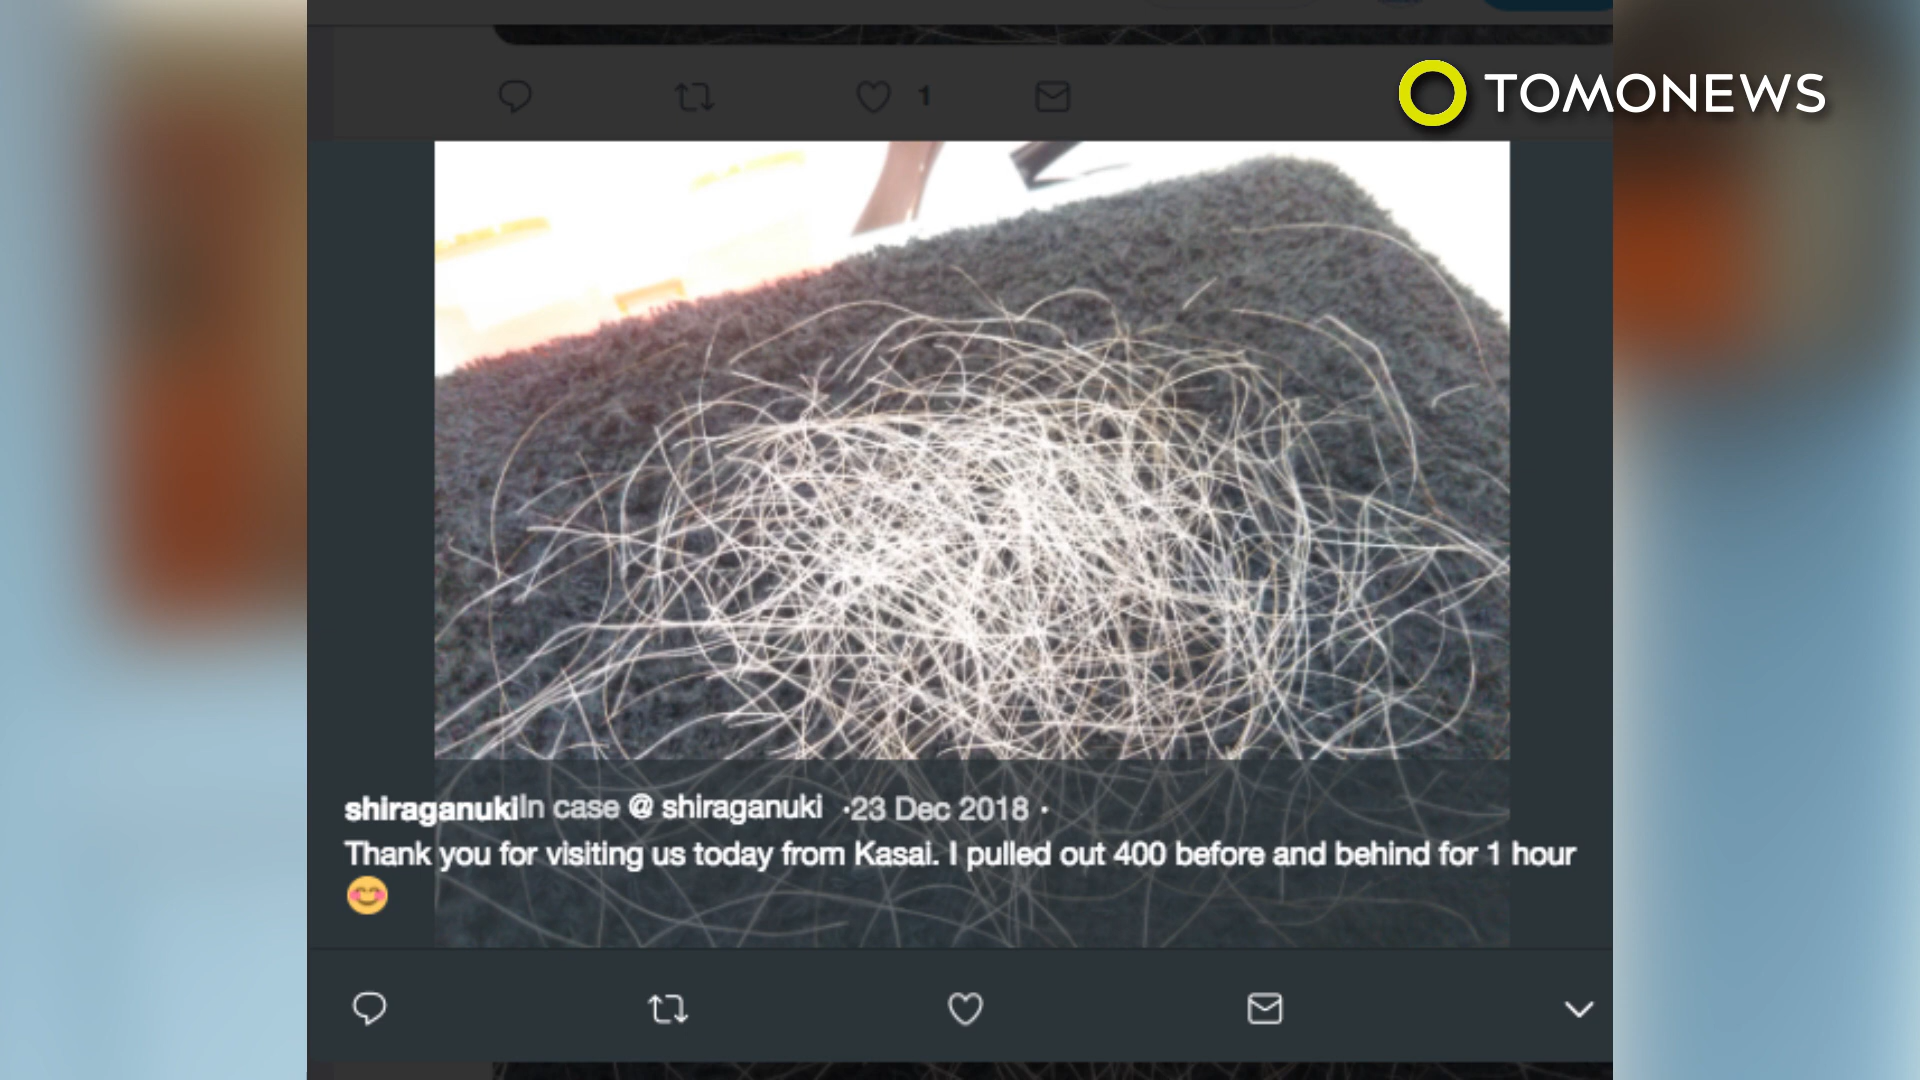 1
TOMONEWS
shiraganukiIn case @ shiraganuki ·23 Dec 2018 ·
Thank you for visiting us today from Kasai. I pulled out 400 before and behind for 1 hour
😊